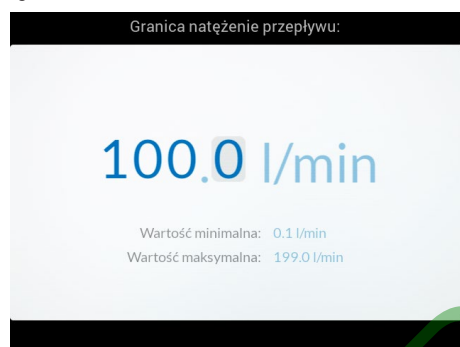 Granica natężenie przepływu:
100.0 l/min
Wartość minimalna: 0.1 l/min
Wartość maksymalna: 199.0 l/min